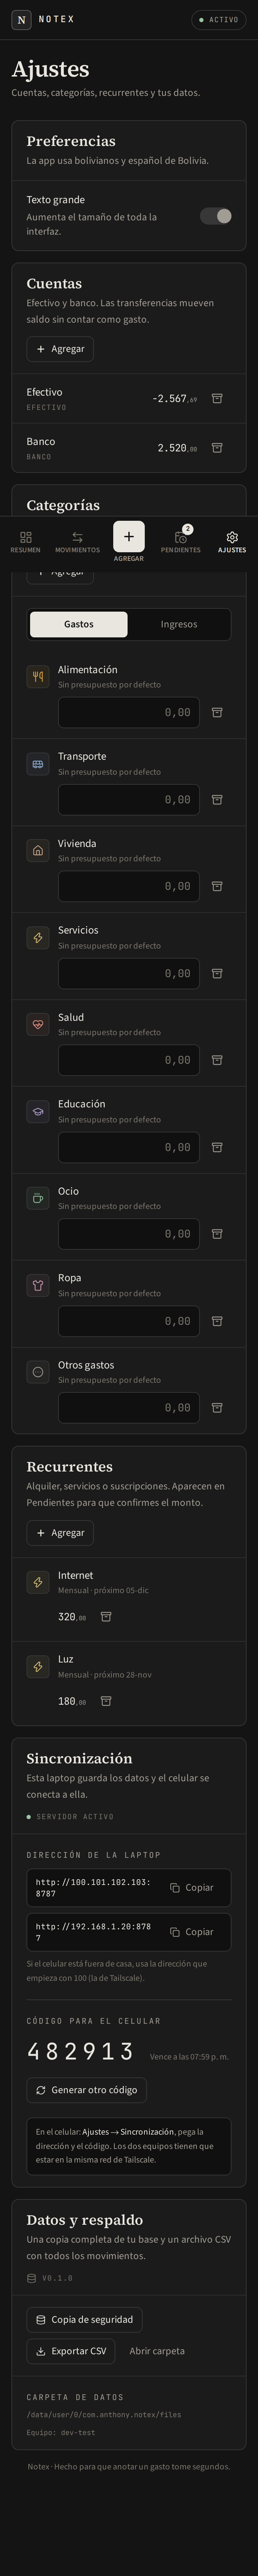 N NOTEX ACTIVO
Ajustes
Cuentas, categorías, recurrentes y tus datos.
Preferencias
La app usa bolivianos y español de Bolivia.
Texto grande
Aumenta el tamaño de toda la
interfaz.
Cuentas
Efectivo y banco. Las transferencias mueven
saldo sin contar como gasto.
Agregar
Efectivo
EFECTIVO
-2.567,69
Banco
BANCO
2.520,00
Categorías
RESUMEN
MOVIMIENTOS
AGREGAR
2
PENDIENTES
AJUSTES
Agregar
Gastos Ingresos
Alimentación
Sin presupuesto por defecto
0,00
Transporte
Sin presupuesto por defecto
0,00
Vivienda
Sin presupuesto por defecto
0,00
Servicios
Sin presupuesto por defecto
0,00
Salud
Sin presupuesto por defecto
0,00
Educación
Sin presupuesto por defecto
0,00
Ocio
Sin presupuesto por defecto
0,00
Ropa
Sin presupuesto por defecto
0,00
Otros gastos
Sin presupuesto por defecto
0,00
Recurrentes
Alquiler, servicios o suscripciones. Aparecen en
Pendientes para que confirmes el monto.
Agregar
Internet
Mensual · próximo 05-dic
320,00
Luz
Mensual · próximo 28-nov
180,00
Sincronización
Esta laptop guarda los datos y el celular se
conecta a ella.
SERVIDOR ACTIVO
DIRECCIÓN DE LA LAPTOP
http://100.101.102.103:
8787
Copiar
http://192.168.1.20:878
7
Copiar
Si el celular está fuera de casa, usa la dirección que
empieza con 100 (la de Tailscale).
CÓDIGO PARA EL CELULAR
482913 Vence a las 07:59 p. m.
Generar otro código
En el celular: Ajustes → Sincronización, pega la
dirección y el código. Los dos equipos tienen que
estar en la misma red de Tailscale.
Datos y respaldo
Una copia completa de tu base y un archivo CSV
con todos los movimientos.
V0.1.0
Copia de seguridad
Exportar CSV Abrir carpeta
CARPETA DE DATOS
/data/user/0/com.anthony.notex/files
Equipo: dev-test
Notex · Hecho para que anotar un gasto tome segundos.